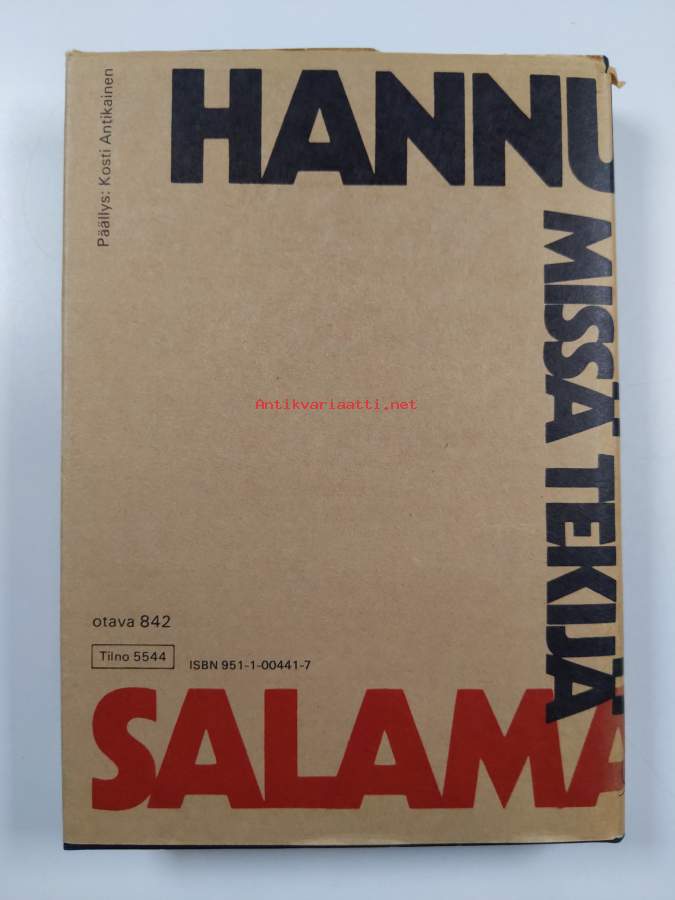 Päällys: Kosti Antikainen
HANNU
MISSÄ TEKIJÄ
Antikvariaatti.net
otava 842
Tilno 5544
ISBN 951-1-00441-7
SALAMA